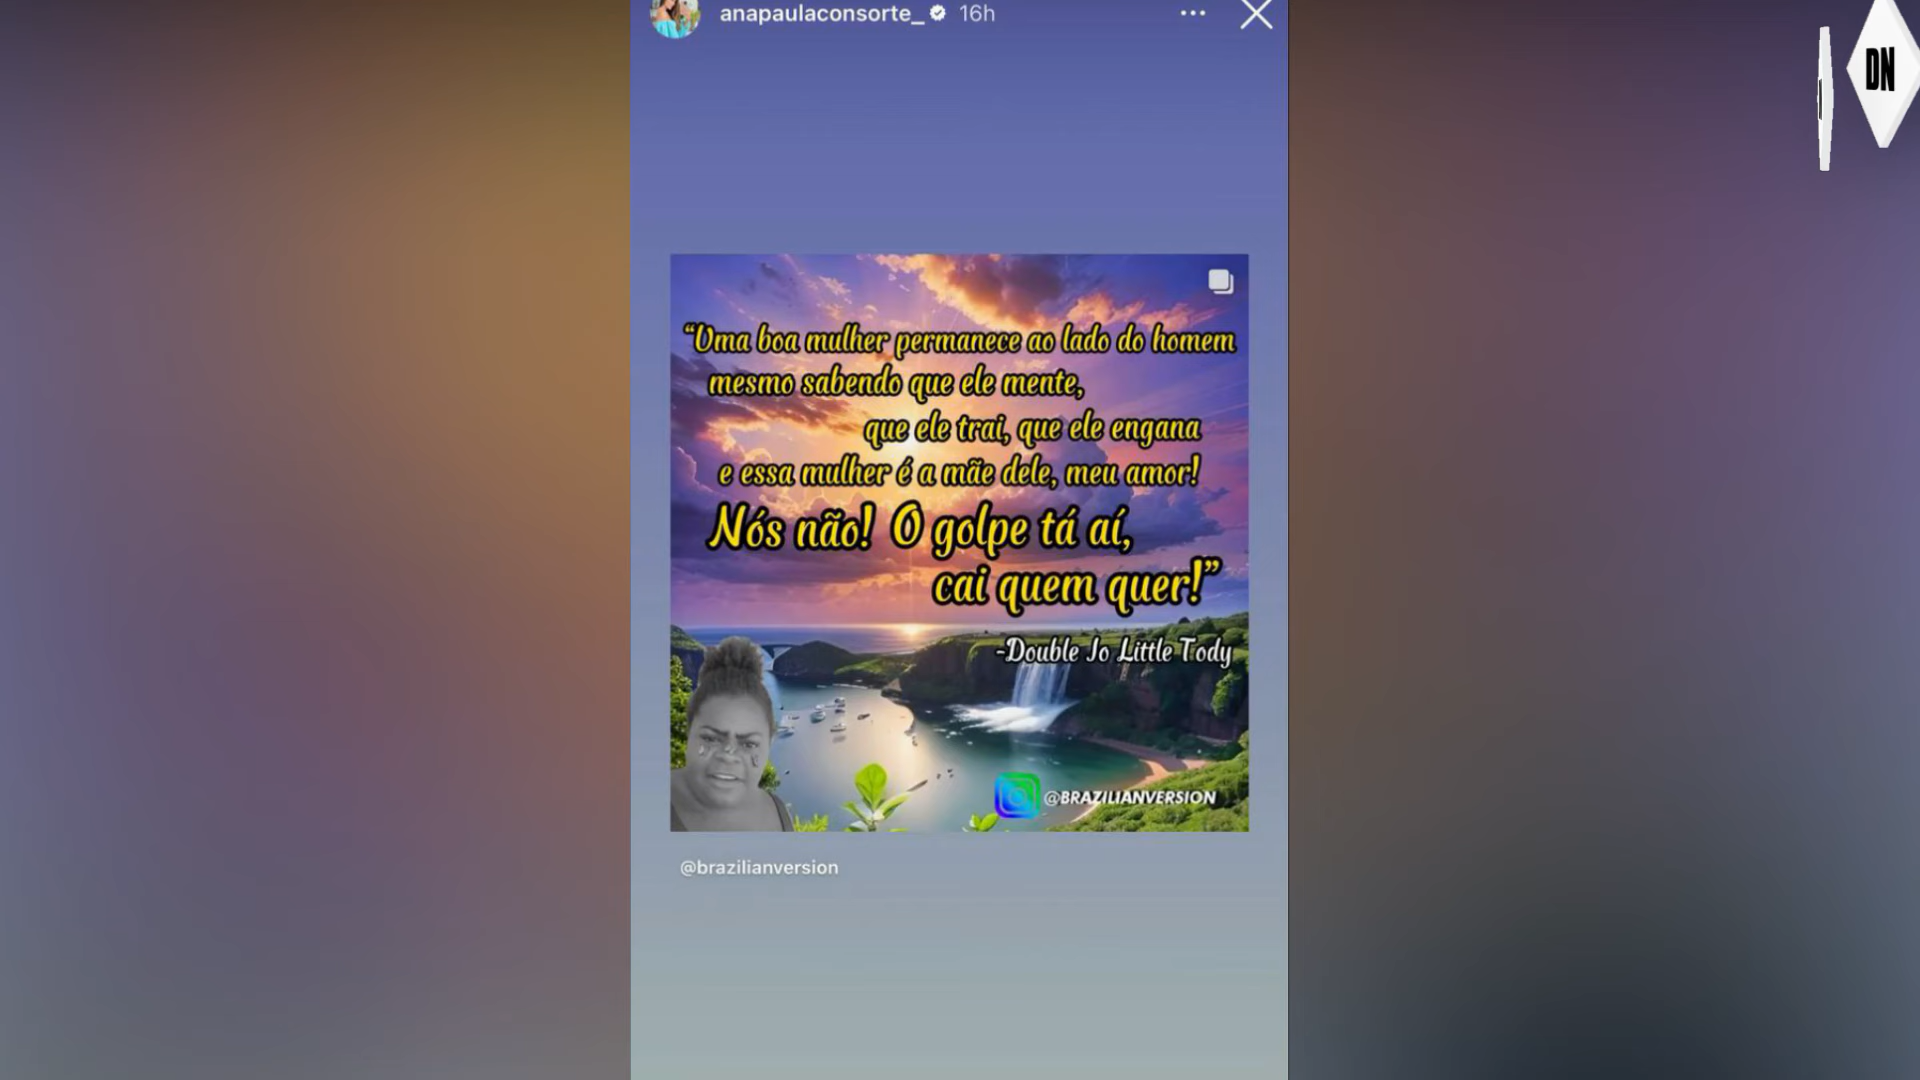 anapaulaconsorte_ 16h
DN
“Uma boa mulher permanece ao lado do homem
mesmo sabendo que ele mente,
que ele trai, que ele engana
e essa mulher é a mãe dele, meu amor!
Nós não! O golpe tá aí,
cai quem quer!”
-Double Jo Little Tody
@BRAZILIANVERSION
@brazilianversion